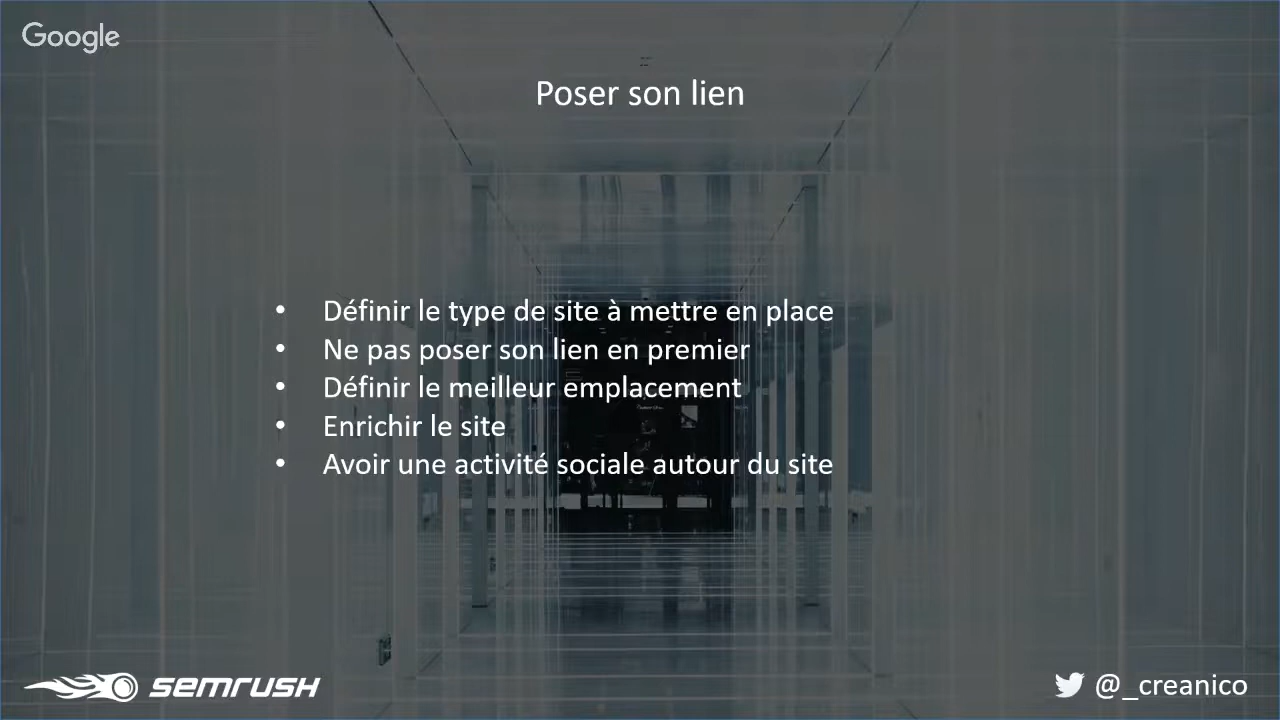 Google
Poser son lien
• Définir le type de site à mettre en place
• Ne pas poser son lien en premier
• Définir le meilleur emplacement
• Enrichir le site
• Avoir une activité sociale autour du site
SEMRUSH
@_creanico